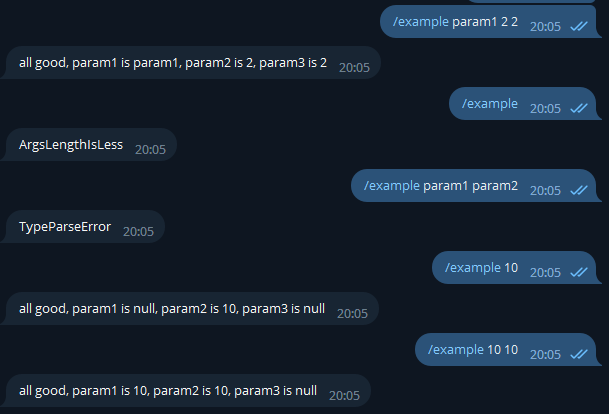 /example param1 2 2 20:05
all good, param1 is param1, param2 is 2, param3 is 2 20:05
/example 20:05
ArgsLengthIsLess 20:05
/example param1 param2 20:05
TypeParseError 20:05
/example 10 20:05
all good, param1 is null, param2 is 10, param3 is null 20:05
/example 10 10 20:05
all good, param1 is 10, param2 is 10, param3 is null 20:05